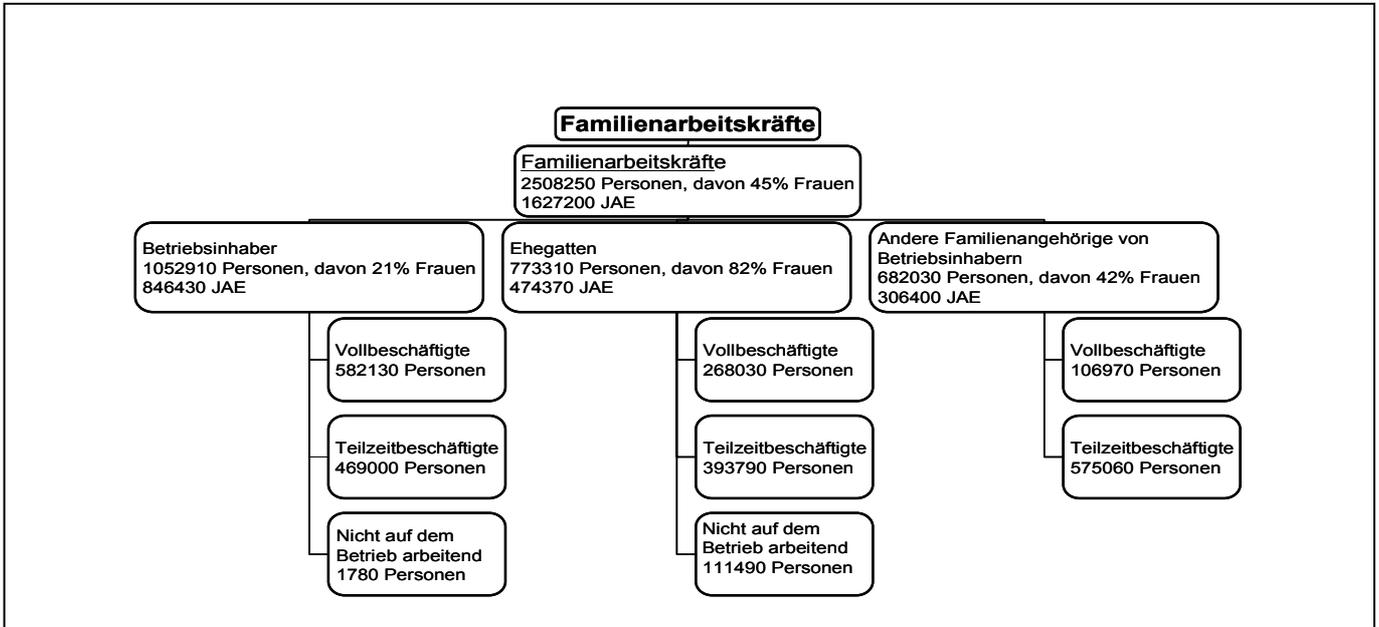 Familienarbeitskräfte
Familienarbeitskräfte
2508250 Personen, davon 45% Frauen
1627200 JAE
Betriebsinhaber
1052910 Personen, davon 21% Frauen
846430 JAE
Vollbeschäftigte
582130 Personen
Teilzeitbeschäftigte
469000 Personen
Nicht auf dem
Betrieb arbeitend
1780 Personen
Ehegatten
773310 Personen, davon 82% Frauen
474370 JAE
Vollbeschäftigte
268030 Personen
Teilzeitbeschäftigte
393790 Personen
Nicht auf dem
Betrieb arbeitend
111490 Personen
Andere Familienangehörige von
Betriebsinhabern
682030 Personen, davon 42% Frauen
306400 JAE
Vollbeschäftigte
106970 Personen
Teilzeitbeschäftigte
575060 Personen